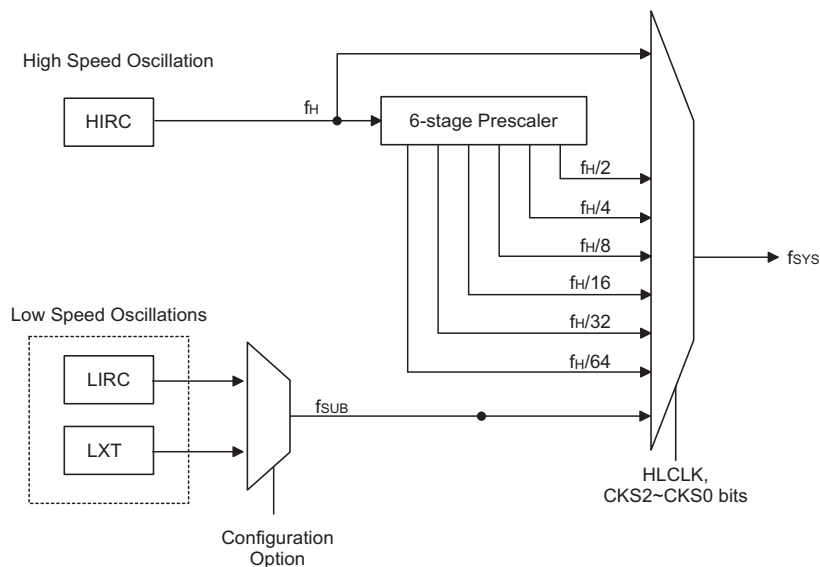 High Speed Oscillation
HIRC
fH
6-stage Prescaler
fH/2
fH/4
fH/8
fH/16
fH/32
fH/64
fSYS
Low Speed Oscillations
LIRC
LXT
fSUB
HLCLK,
CKS2~CKS0 bits
Configuration
Option